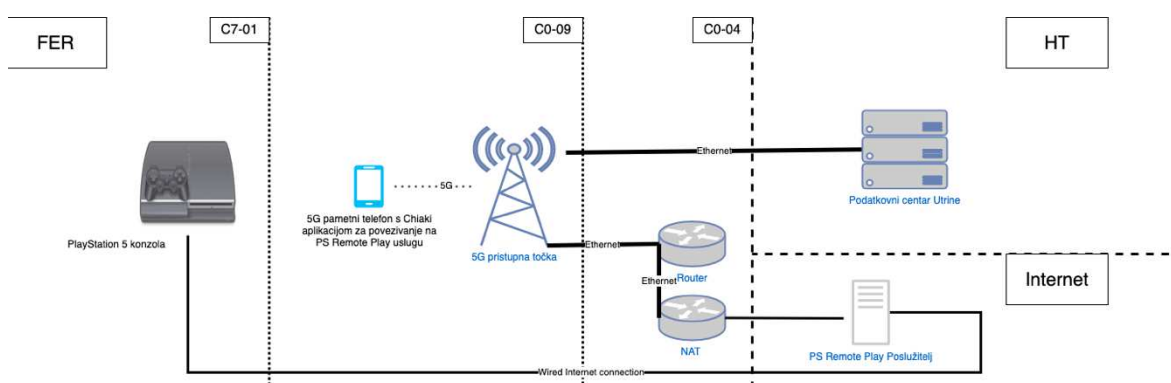 FER
C7-01
C0-09
C0-04
HT
Ethernet
5G
Podatkovni centar Utrine
5G pametni telefon s Chiaki
aplikacijom za povezivanje na
PS Remote Play uslugu
PlayStation 5 konzola
5G pristupna točka
Ethernet
Router
Ethernet
Internet
NAT
PS Remote Play Poslužitelj
Wired Internet connection